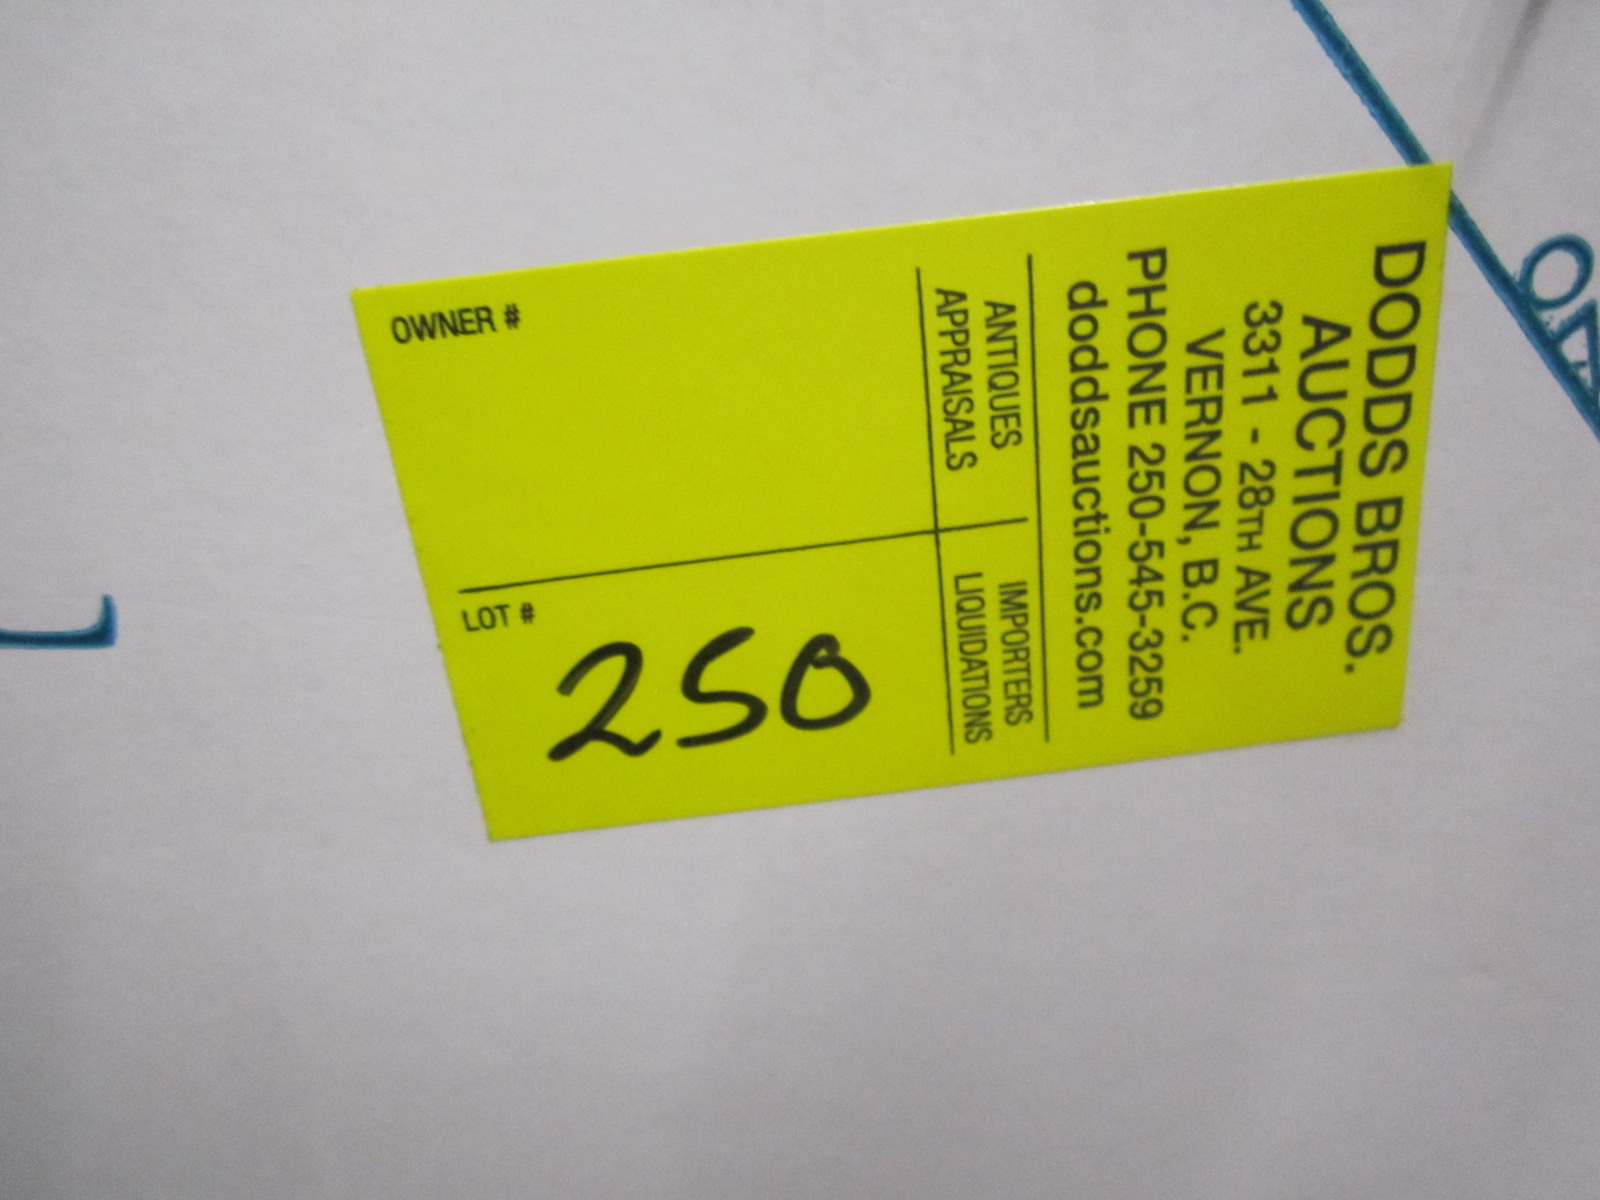 DODDS BROS.
AUCTIONS
3311 - 28TH AVE.
VERNON, B.C.
PHONE 250-545-3259
doddsauctions.com
ANTIQUES
APPRAISALS
IMPORTERS
LIQUIDATIONS
OWNER #
LOT #
250